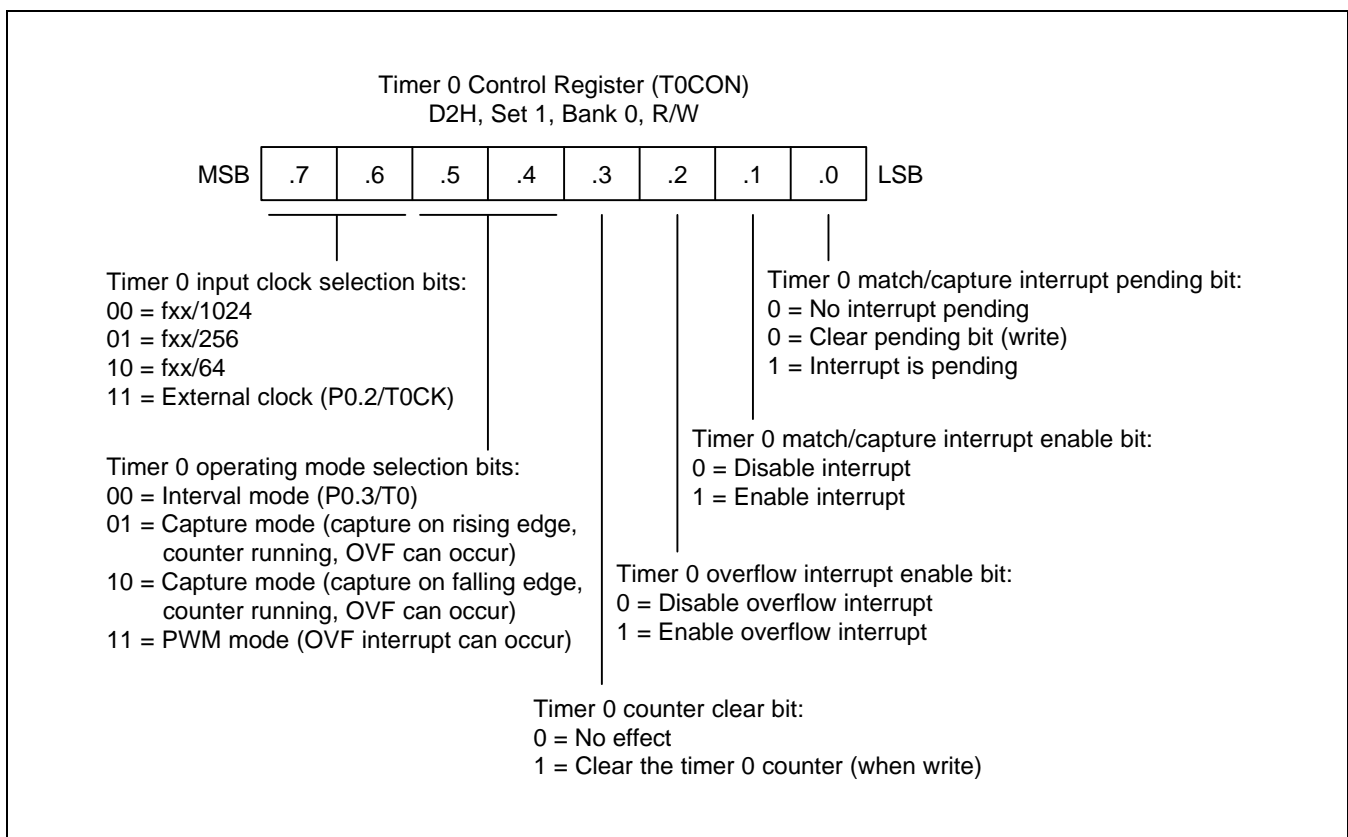 Timer 0 Control Register (T0CON)
D2H, Set 1, Bank 0, R/W
MSB .7 .6 .5 .4 .3 .2 .1 .0 LSB
Timer 0 input clock selection bits:
00 = fxx/1024
01 = fxx/256
10 = fxx/64
11 = External clock (P0.2/T0CK)
Timer 0 operating mode selection bits:
00 = Interval mode (P0.3/T0)
01 = Capture mode (capture on rising edge,
counter running, OVF can occur)
10 = Capture mode (capture on falling edge,
counter running, OVF can occur)
11 = PWM mode (OVF interrupt can occur)
Timer 0 match/capture interrupt pending bit:
0 = No interrupt pending
0 = Clear pending bit (write)
1 = Interrupt is pending
Timer 0 match/capture interrupt enable bit:
0 = Disable interrupt
1 = Enable interrupt
Timer 0 overflow interrupt enable bit:
0 = Disable overflow interrupt
1 = Enable overflow interrupt
Timer 0 counter clear bit:
0 = No effect
1 = Clear the timer 0 counter (when write)